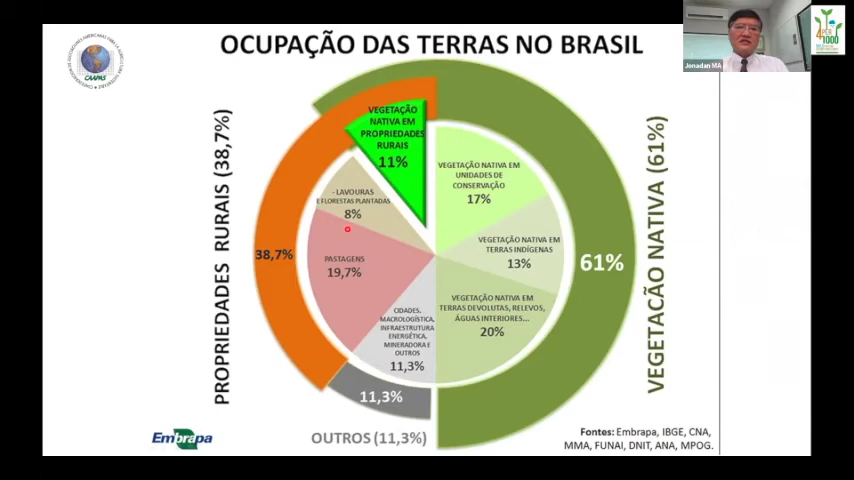 OCUPAÇÃO DAS TERRAS NO BRASIL
CAAPAS
Jonadan MA
4 PER
1000
PROPRIEDADES RURAIS (38,7%)
38,7%
VEGETAÇÃO
NATIVA EM
PROPRIEDADES
RURAIS
11%
- LAVOURAS
E FLORESTAS PLANTADAS
8%
PASTAGENS
19,7%
CIDADES,
MACROLOGÍSTICA,
INFRAESTRUTURA
ENERGÉTICA,
MINERADORA E
OUTROS
11,3%
11,3%
OUTROS (11,3%)
VEGETAÇÃO NATIVA EM
UNIDADES DE
CONSERVAÇÃO
17%
VEGETAÇÃO NATIVA EM
TERRAS INDÍGENAS
13%
VEGETAÇÃO NATIVA EM
TERRAS DEVOLUTAS, RELEVOS,
ÁGUAS INTERIORES...
20%
61%
VEGETAÇÃO NATIVA (61%)
Embrapa
Fontes: Embrapa, IBGE, CNA,
MMA, FUNAI, DNIT, ANA, MPOG.